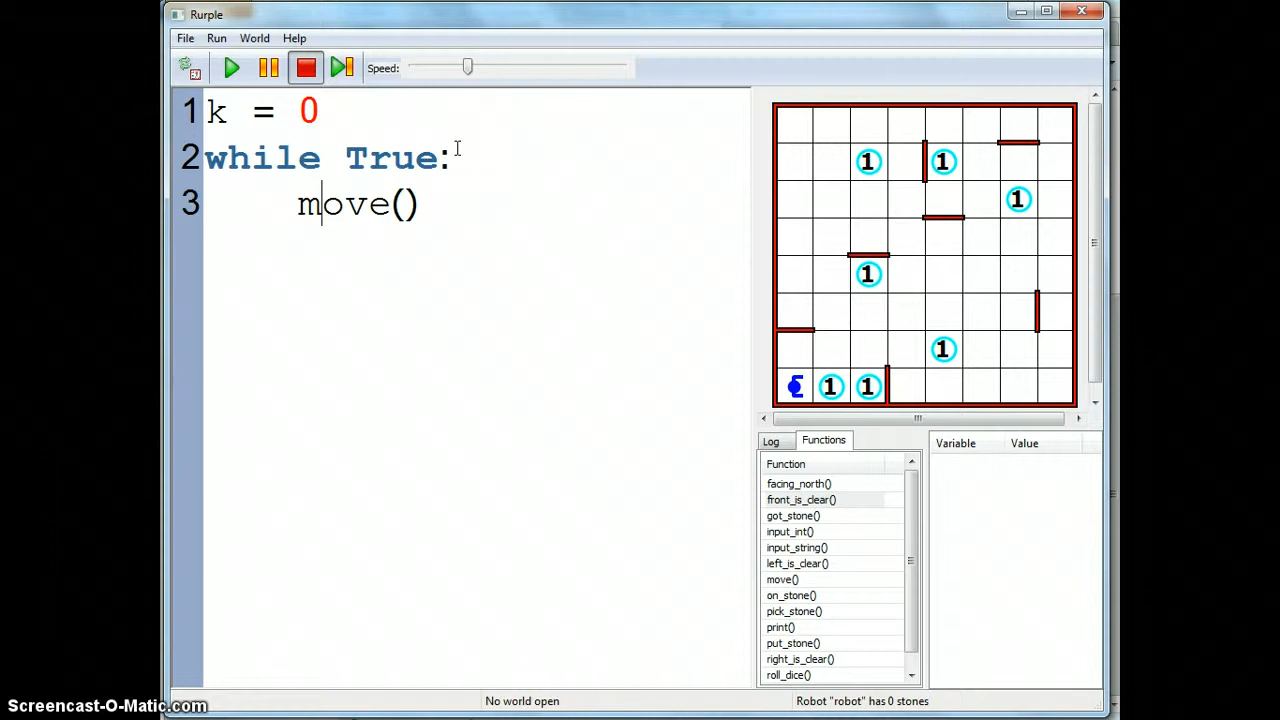 Rurple
File Run World Help
Speed:
1 k = 0
2 while True:
3 move()
1 1
1
1
1
1 1
Log Functions
Variable Value
Function
facing_north()
front_is_clear()
got_stone()
input_int()
input_string()
left_is_clear()
move()
on_stone()
pick_stone()
print()
put_stone()
right_is_clear()
roll_dice()
No world open
Robot "robot" has 0 stones
Screencast-O-Matic.com